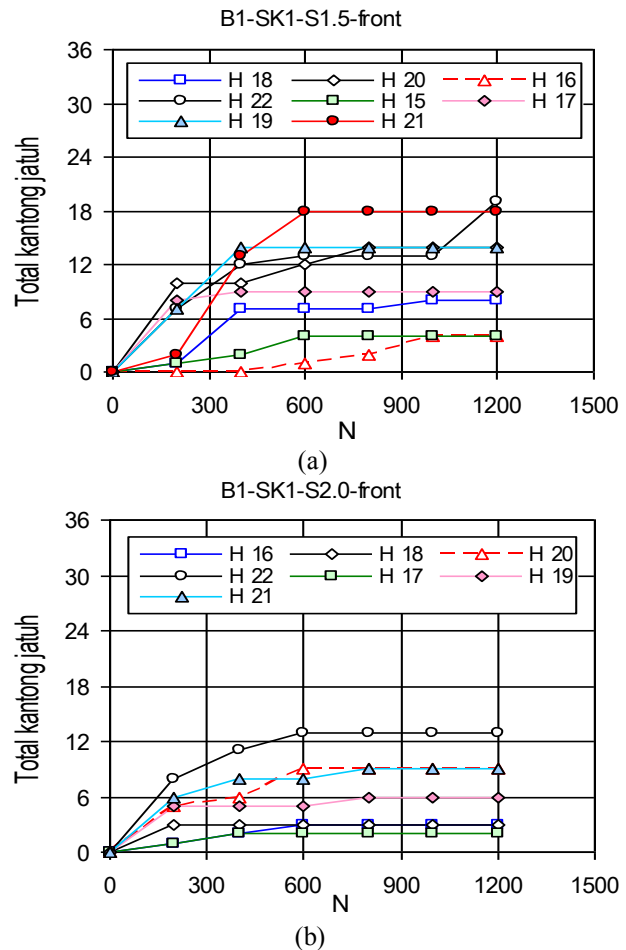 B1-SK1-S1.5-front
Total kantong jatuh
36
30
24
18
12
6
0
H 18 H 20 H 16
H 22 H 15 H 17
H 19 H 21
0 300 600 900 1200 1500
N
(a)
B1-SK1-S2.0-front
Total kantong jatuh
36
30
24
18
12
6
0
H 16 H 18 H 20
H 22 H 17 H 19
H 21
0 300 600 900 1200 1500
N
(b)